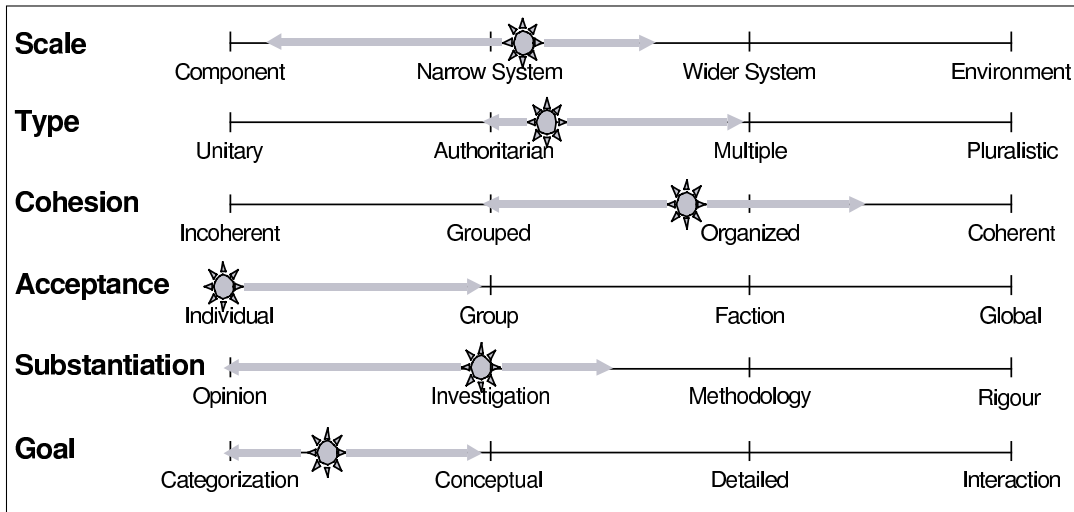 Scale
Component Narrow System Wider System Environment
Type
Unitary Authoritarian Multiple Pluralistic
Cohesion
Incoherent Grouped Organized Coherent
Acceptance
Individual Group Faction Global
Substantiation
Opinion Investigation Methodology Rigour
Goal
Categorization Conceptual Detailed Interaction